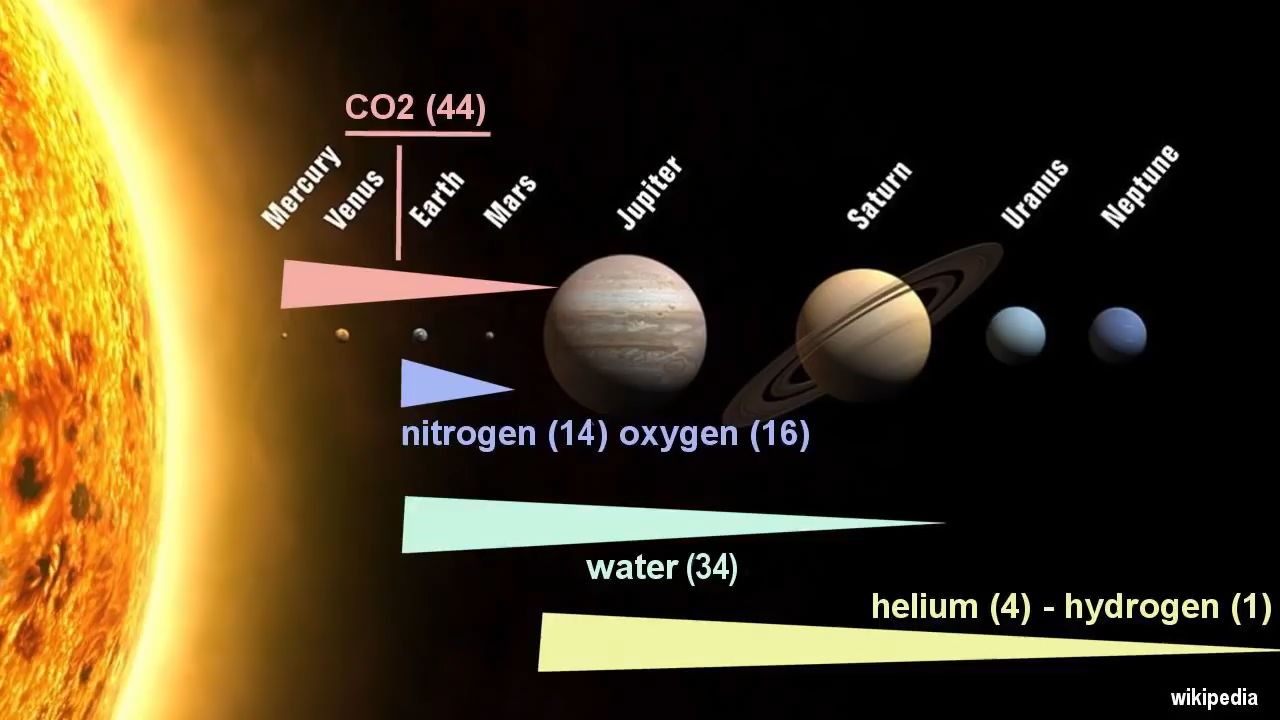 CO2 (44)
Mercury
Venus
Earth
Mars
Jupiter
Saturn
Uranus
Neptune
nitrogen (14) oxygen (16)
water (34)
helium (4) - hydrogen (1)
wikipedia